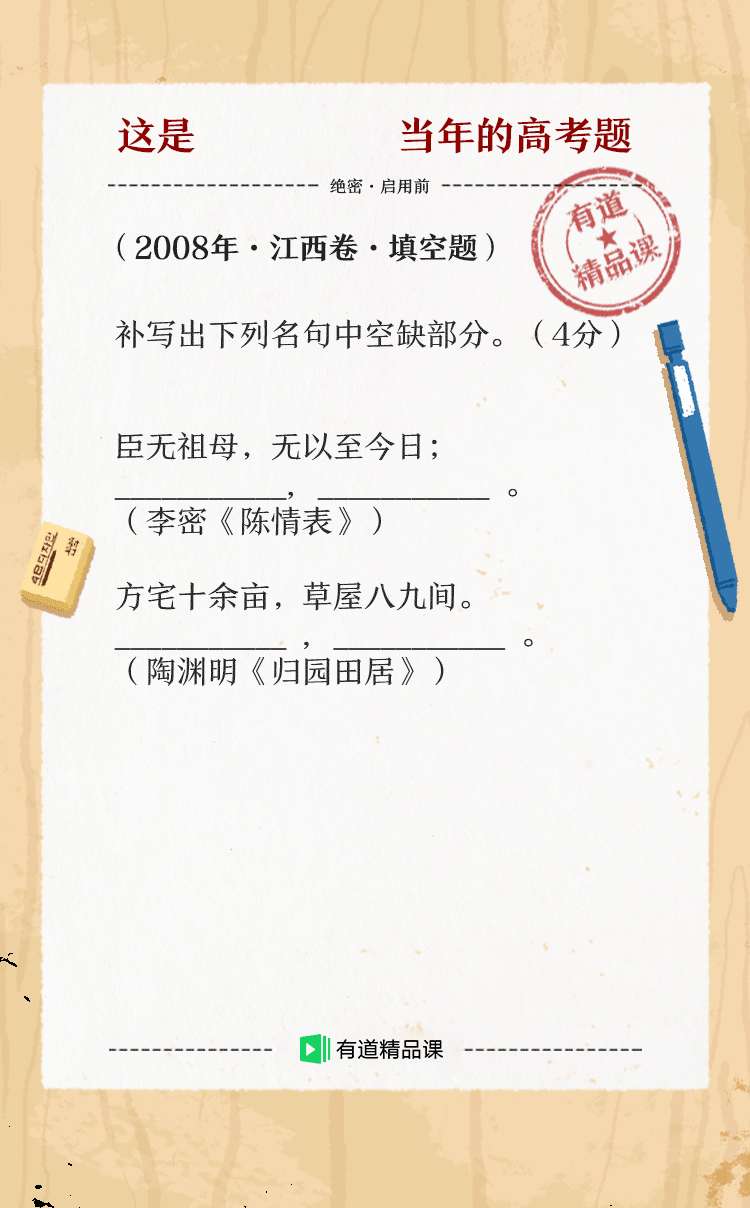 这是 当年的高考题
绝密·启用前
有道
精品课
（2008年·江西卷·填空题）
补写出下列名句中空缺部分。（4分）
臣无祖母，无以至今日；
___________，___________ 。
（李密《陈情表》）
方宅十余亩，草屋八九间。
___________ ，___________ 。
（陶渊明《归园田居》）
有道精品课